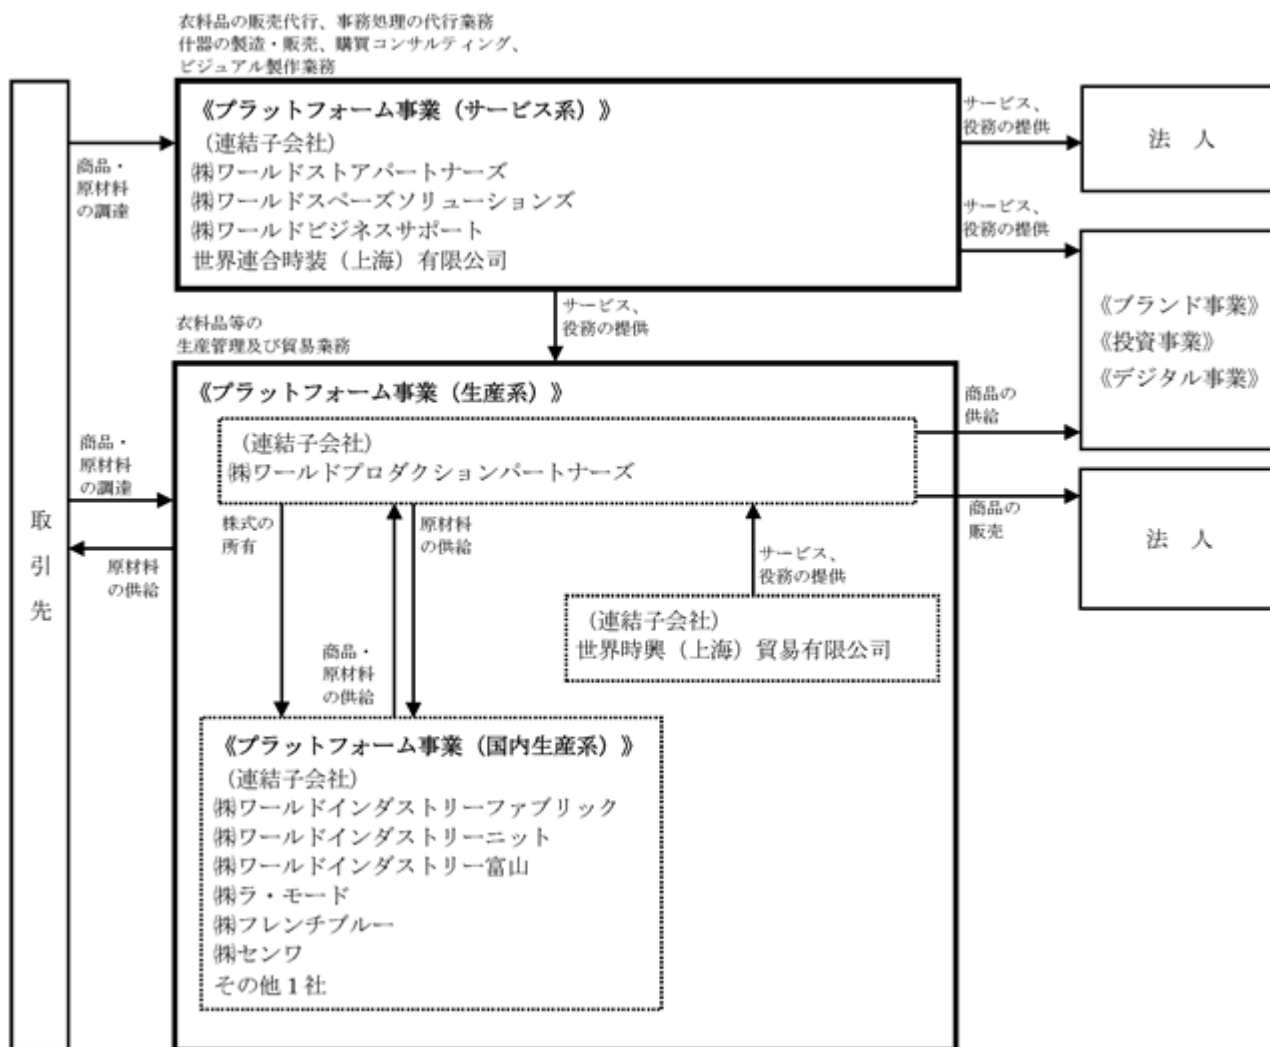 衣料品の販売代行、事務処理の代行業務
什器の製造・販売、購買コンサルティング、
ビジュアル製作業務
《プラットフォーム事業（サービス系）》
（連結子会社）
㈱ワールドストアパートナーズ
㈱ワールドスペースソリューションズ
㈱ワールドビジネスサポート
世界連合時装（上海）有限公司
商品・
原材料
の調達
サービス、
役務の提供
法　人
サービス、
役務の提供
《ブランド事業》
《投資事業》
《デジタル事業》
サービス、
役務の提供
衣料品等の
生産管理及び貿易業務
《プラットフォーム事業（生産系）》
（連結子会社）
㈱ワールドプロダクションパートナーズ
商品の
供給
商品の
販売
法　人
商品・
原材料
の調達
原材料
の供給
取
引
先
株式の
所有
原材料
の供給
商品・
原材料
の供給
サービス、
役務の提供
（連結子会社）
世界時興（上海）貿易有限公司
《プラットフォーム事業（国内生産系）》
（連結子会社）
㈱ワールドインダストリーファブリック
㈱ワールドインダストリーニット
㈱ワールドインダストリー富山
㈱ラ・モード
㈱フレンチブルー
㈱センワ
その他１社